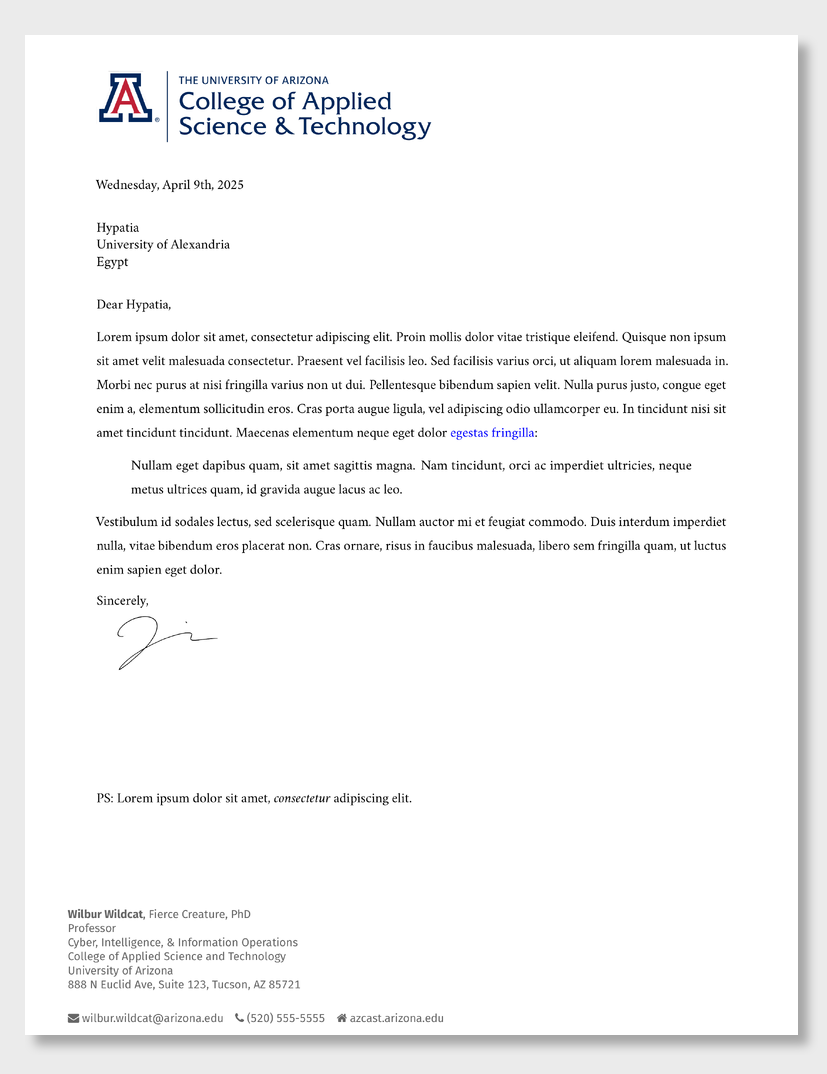 THE UNIVERSITY OF ARIZONA
College of Applied
Science & Technology
Wednesday, April 9th, 2025
Hypatia
University of Alexandria
Egypt
Dear Hypatia,
Lorem ipsum dolor sit amet, consectetur adipiscing elit. Proin mollis dolor vitae tristique eleifend. Quisque non ipsum
sit amet velit malesuada consectetur. Praesent vel facilisis leo. Sed facilisis varius orci, ut aliquam lorem malesuada in.
Morbi nec purus at nisi fringilla varius non ut dui. Pellentesque bibendum sapien velit. Nulla purus justo, congue eget
enim a, elementum sollicitudin eros. Cras porta augue ligula, vel adipiscing odio ullamcorper eu. In tincidunt nisi sit
amet tincidunt tincidunt. Maecenas elementum neque eget dolor egestas fringilla:
Nullam eget dapibus quam, sit amet sagittis magna. Nam tincidunt, orci ac imperdiet ultricies, neque
metus ultrices quam, id gravida augue lacus ac leo.
Vestibulum id sodales lectus, sed scelerisque quam. Nullam auctor mi et feugiat commodo. Duis interdum imperdiet
nulla, vitae bibendum eros placerat non. Cras ornare, risus in faucibus malesuada, libero sem fringilla quam, ut luctus
enim sapien eget dolor.
Sincerely,
PS: Lorem ipsum dolor sit amet, consectetur adipiscing elit.
Wilbur Wildcat, Fierce Creature, PhD
Professor
Cyber, Intelligence, & Information Operations
College of Applied Science and Technology
University of Arizona
888 N Euclid Ave, Suite 123, Tucson, AZ 85721
wilbur.wildcat@arizona.edu (520) 555-5555 azcast.arizona.edu